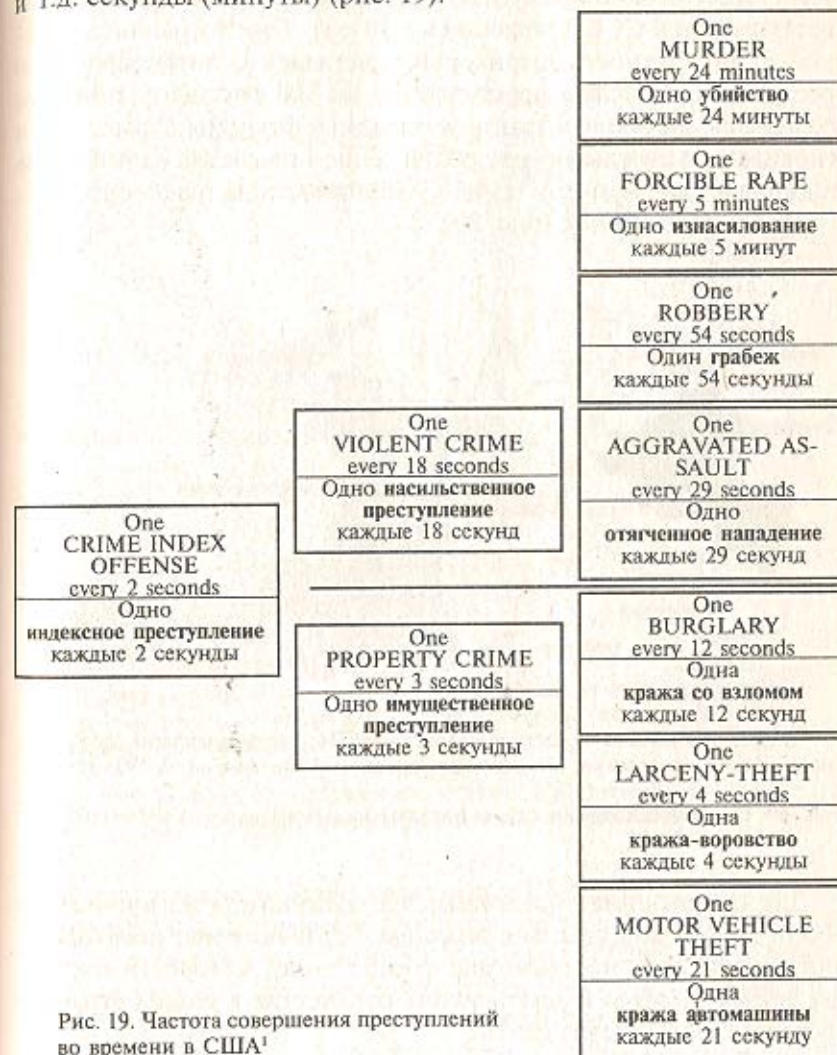 и т.д. секунды (минуты) (рис. 19).
One
MURDER
every 24 minutes
Одно убийство
каждые 24 минуты
One
FORCIBLE RAPE
every 5 minutes
Одно изнасилование
каждые 5 минут
One
ROBBERY
every 54 seconds
Один грабеж
каждые 54 секунды
One
AGGRAVATED AS-
SAULT
every 29 seconds
Одно
отягченное нападение
каждые 29 секунд
One
VIOLENT CRIME
every 18 seconds
Одно насильственное
преступление
каждые 18 секунд
One
CRIME INDEX
OFFENSE
every 2 seconds
Одно
индексное преступление
каждые 2 секунды
One
PROPERTY CRIME
every 3 seconds
Одно имущественное
преступление
каждые 3 секунды
One
BURGLARY
every 12 seconds
Одна
кража со взломом
каждые 12 секунд
One
LARCENY-THEFT
every 4 seconds
Одна
кража-воровство
каждые 4 секунды
One
MOTOR VEHICLE
THEFT
every 21 seconds
Одна
кража автомашины
каждые 21 секунду
Рис. 19. Частота совершения преступлений
во времени в США¹